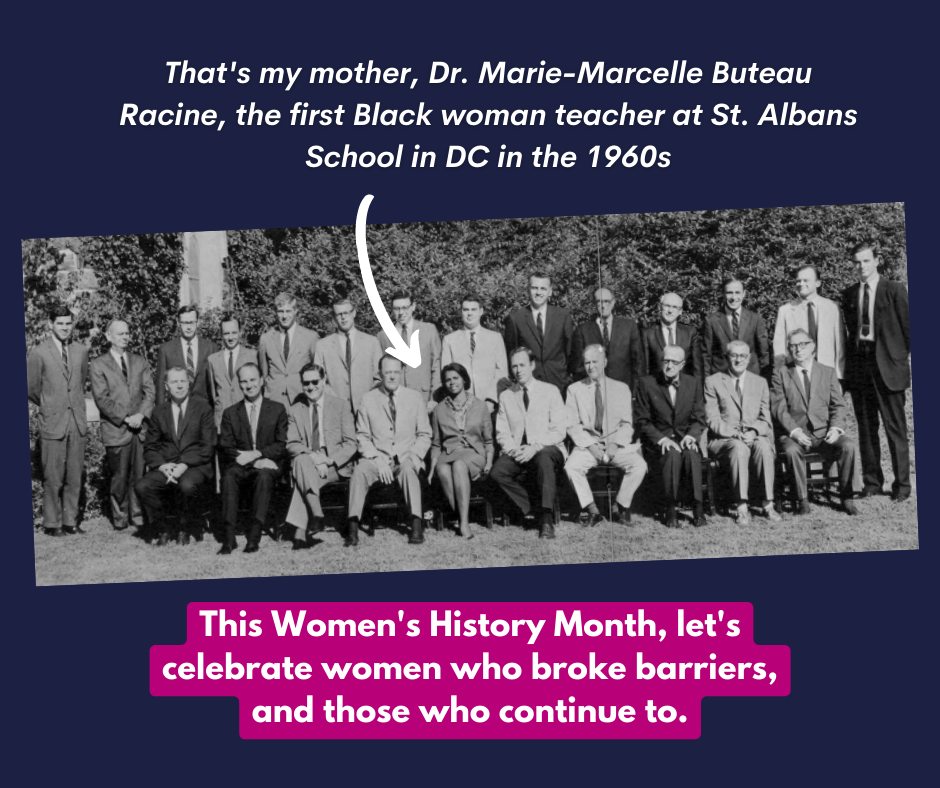 That's my mother, Dr. Marie-Marcelle Buteau
Racine, the first Black woman teacher at St. Albans
School in DC in the 1960s
This Women's History Month, let's
celebrate women who broke barriers,
and those who continue to.